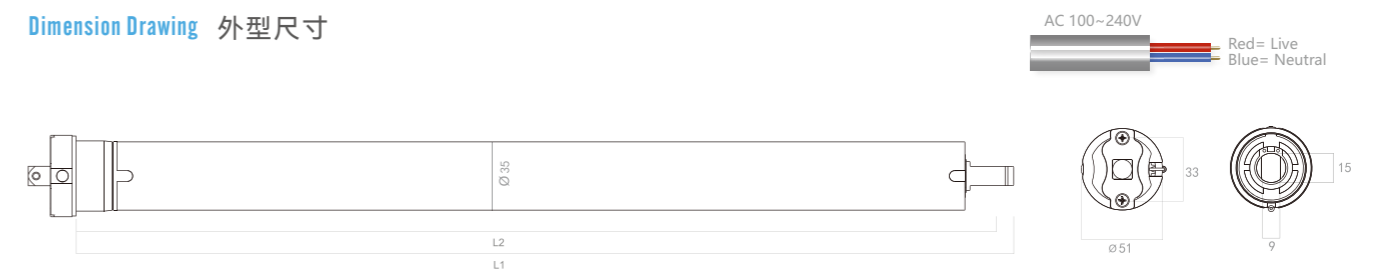 Dimension Drawing 外型尺寸
AC 100~240V
Red= Live
Blue= Neutral
Ø 35
33
15
Ø 51
9
L2
L1